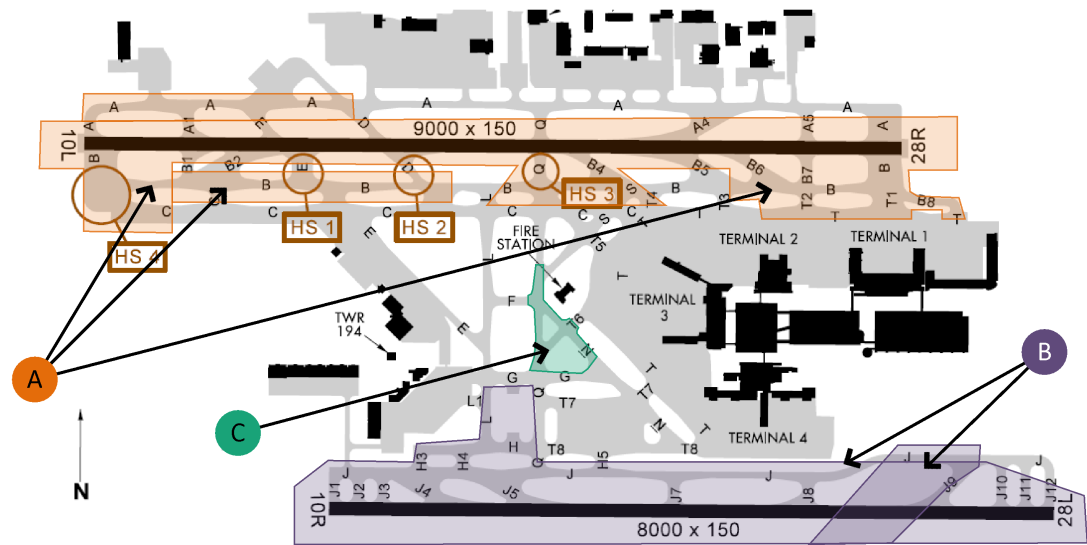 A A A A A A
A A1 E D Q A4 A5 A
10L 9000 x 150 28R
B B1 B2 E D Q B4 B5 B6 B7 B
B B L B S T4 B T3 T2 B T1 B8
HS 3
C C C C S C T T T
HS 4 HS 1 HS 2
E FIRE
STATION
T5 TERMINAL 2 TERMINAL 1
L T
TERMINAL
3
F
TWR
194
E T6
N
A B
G Q G T
L1 L T7 T7
C
N T
TERMINAL 4
H T8 T8
H3 H4 Q J H5 J J J
J
N
J1 J2 J3 J4 J5 J7 J8 J9 J10 J11 J12
10R 28L
8000 x 150